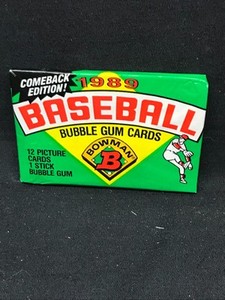 COMEBACK
EDITION!
1989
BASEBALL
BUBBLE GUM CARDS
12 PICTURE
CARDS
1 STICK
BUBBLE GUM
BOWMAN
B